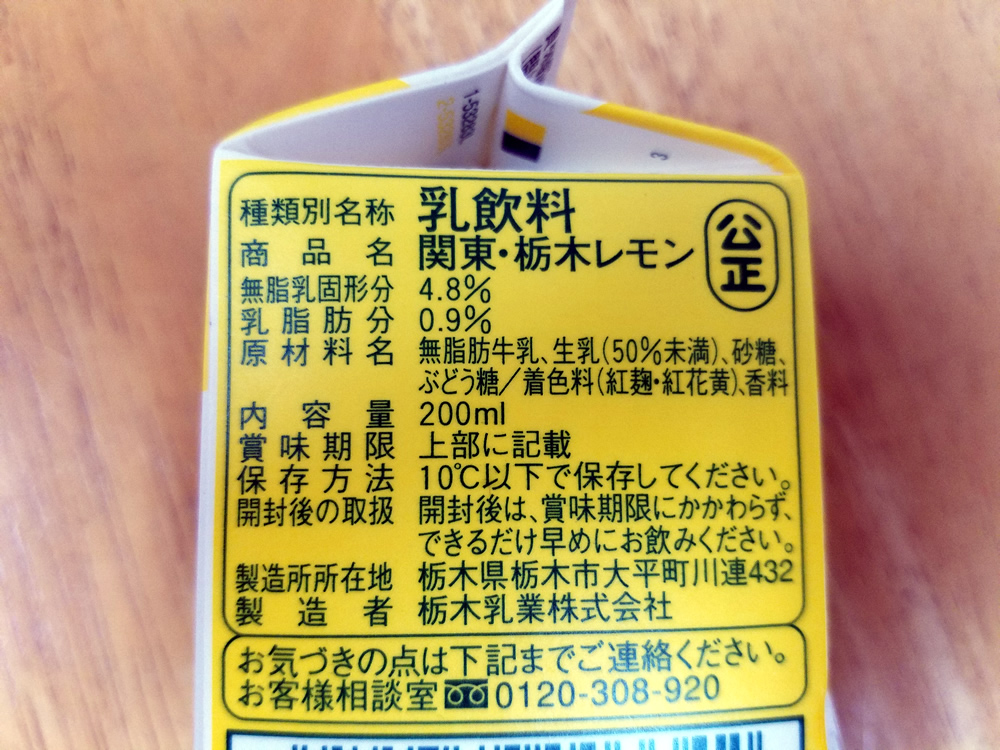 種類別名称 乳飲料
商品名 関東・栃木レモン
公正
無脂乳固形分 4.8%
乳脂肪分 0.9%
原材料名 無脂肪牛乳、生乳(50%未満)、砂糖、
ぶどう糖/着色料(紅麹・紅花黄)、香料
内容量 200ml
賞味期限 上部に記載
保存方法 10℃以下で保存してください。
開封後の取扱 開封後は、賞味期限にかかわらず、
できるだけ早めにお飲みください。
製造所所在地 栃木県栃木市大平町川連432
製造者 栃木乳業株式会社
お気づきの点は下記までご連絡ください。
お客様相談室 0120-308-920